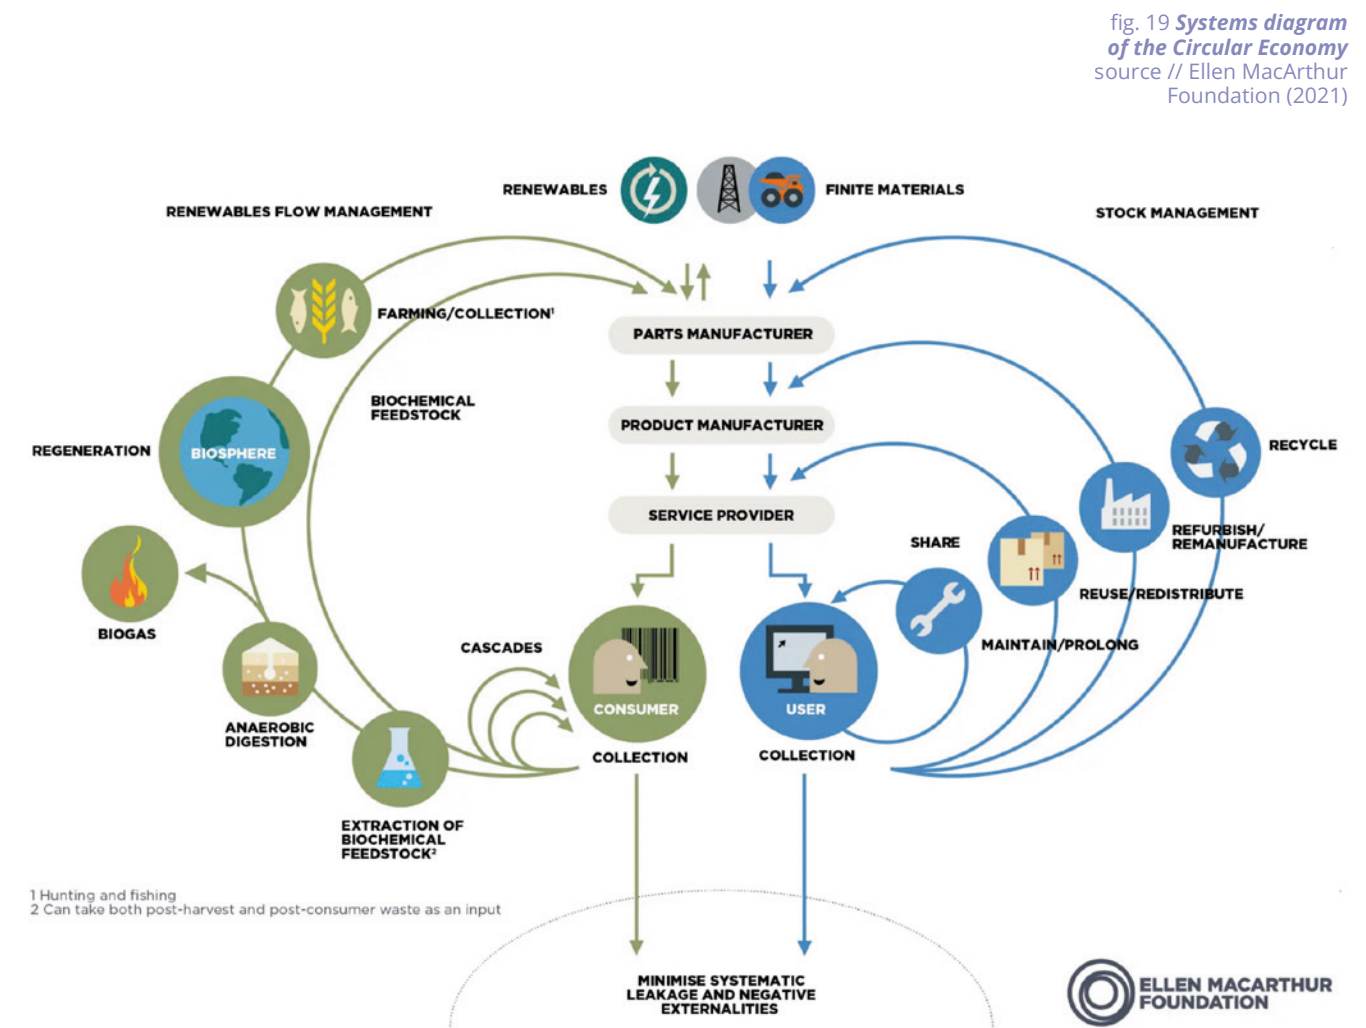 fig. 19 Systems diagram
of the Circular Economy
source // Ellen MacArthur
Foundation (2021)
RENEWABLES
FINITE MATERIALS
RENEWABLES FLOW MANAGEMENT
STOCK MANAGEMENT
FARMING/COLLECTION¹
PARTS MANUFACTURER
BIOCHEMICAL
FEEDSTOCK
PRODUCT MANUFACTURER
REGENERATION
BIOSPHERE
RECYCLE
SERVICE PROVIDER
REFURBISH/
REMANUFACTURE
SHARE
REUSE/REDISTRIBUTE
BIOGAS
CASCADES
MAINTAIN/PROLONG
CONSUMER
USER
ANAEROBIC
DIGESTION
COLLECTION
COLLECTION
EXTRACTION OF
BIOCHEMICAL
FEEDSTOCK²
1 Hunting and fishing
2 Can take both post-harvest and post-consumer waste as an input
MINIMISE SYSTEMATIC
LEAKAGE AND NEGATIVE
EXTERNALITIES
ELLEN MACARTHUR
FOUNDATION